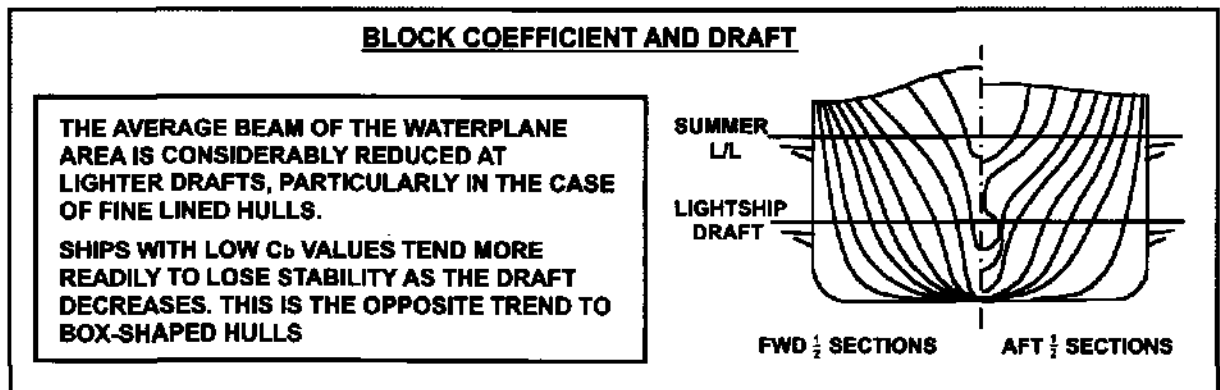 BLOCK COEFFICIENT AND DRAFT
THE AVERAGE BEAM OF THE WATERPLANE
AREA IS CONSIDERABLY REDUCED AT
LIGHTER DRAFTS, PARTICULARLY IN THE CASE
OF FINE LINED HULLS.
SHIPS WITH LOW Cb VALUES TEND MORE
READILY TO LOSE STABILITY AS THE DRAFT
DECREASES. THIS IS THE OPPOSITE TREND TO
BOX-SHAPED HULLS
SUMMER
L/L
LIGHTSHIP
DRAFT
FWD ½ SECTIONS
AFT ½ SECTIONS